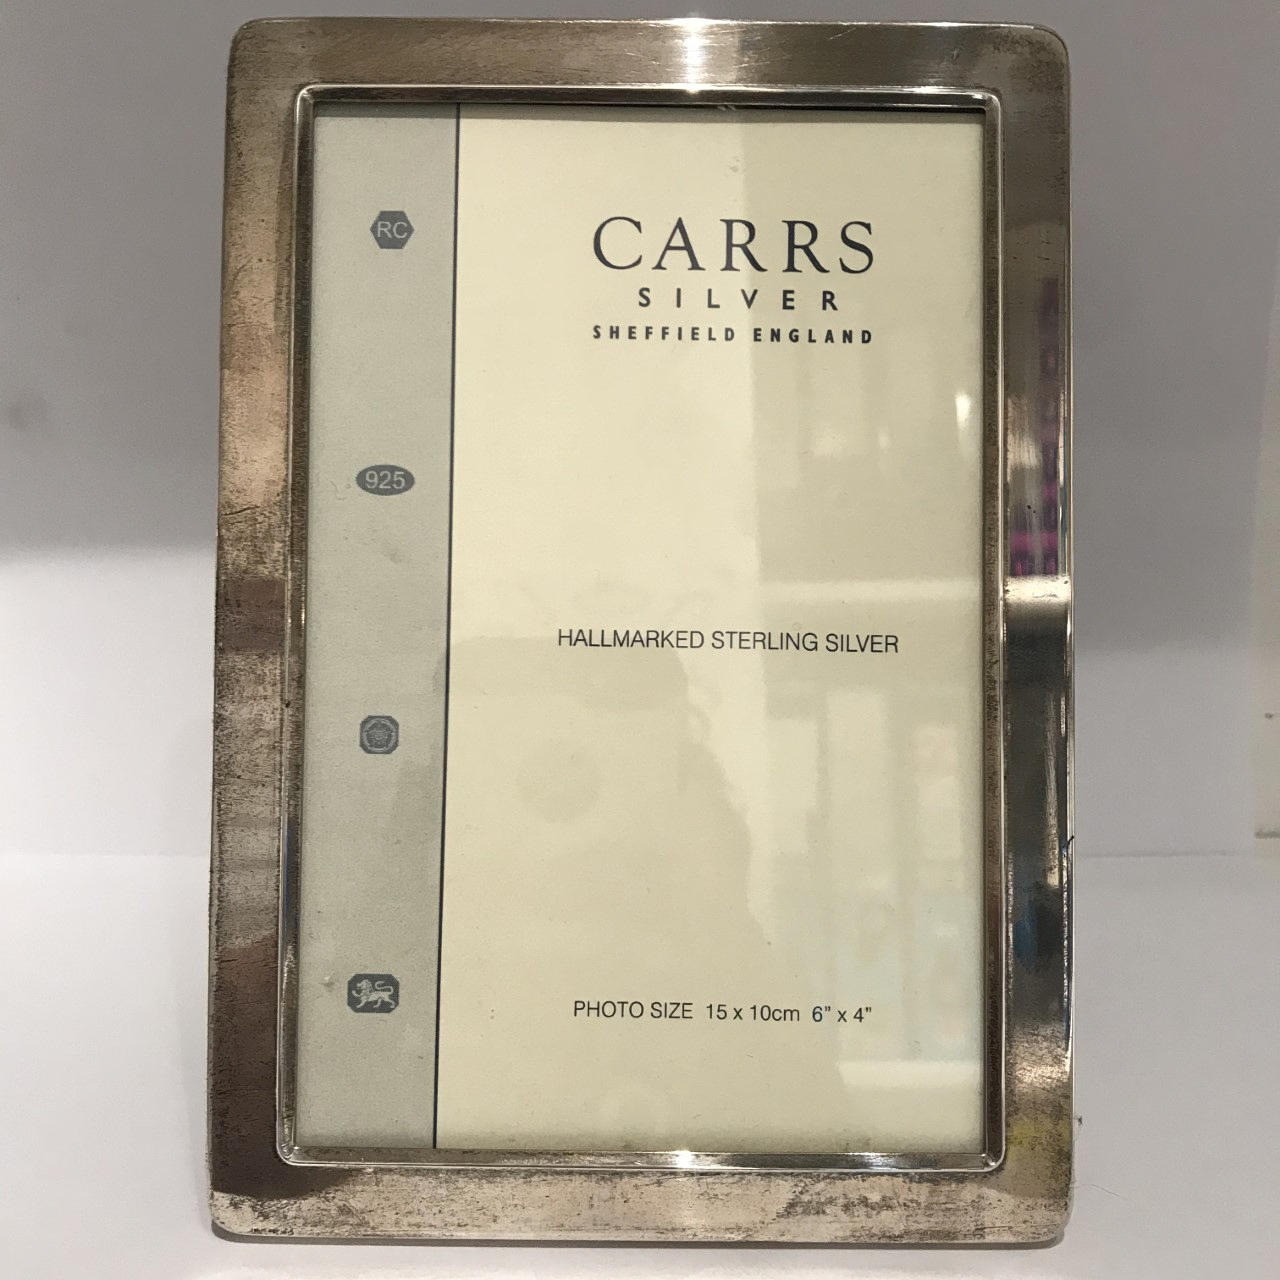 RC
CARRS
SILVER
SHEFFIELD ENGLAND
925
HALLMARKED STERLING SILVER
PHOTO SIZE 15 x 10cm 6" x 4"